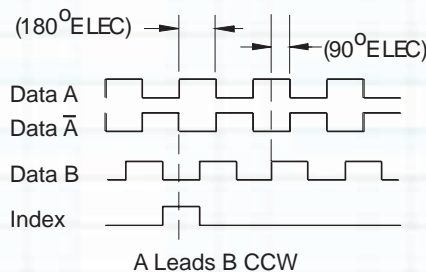 (180°ELEC)
(90°ELEC)
Data A
Data A̅
Data B
Index
A Leads B CCW